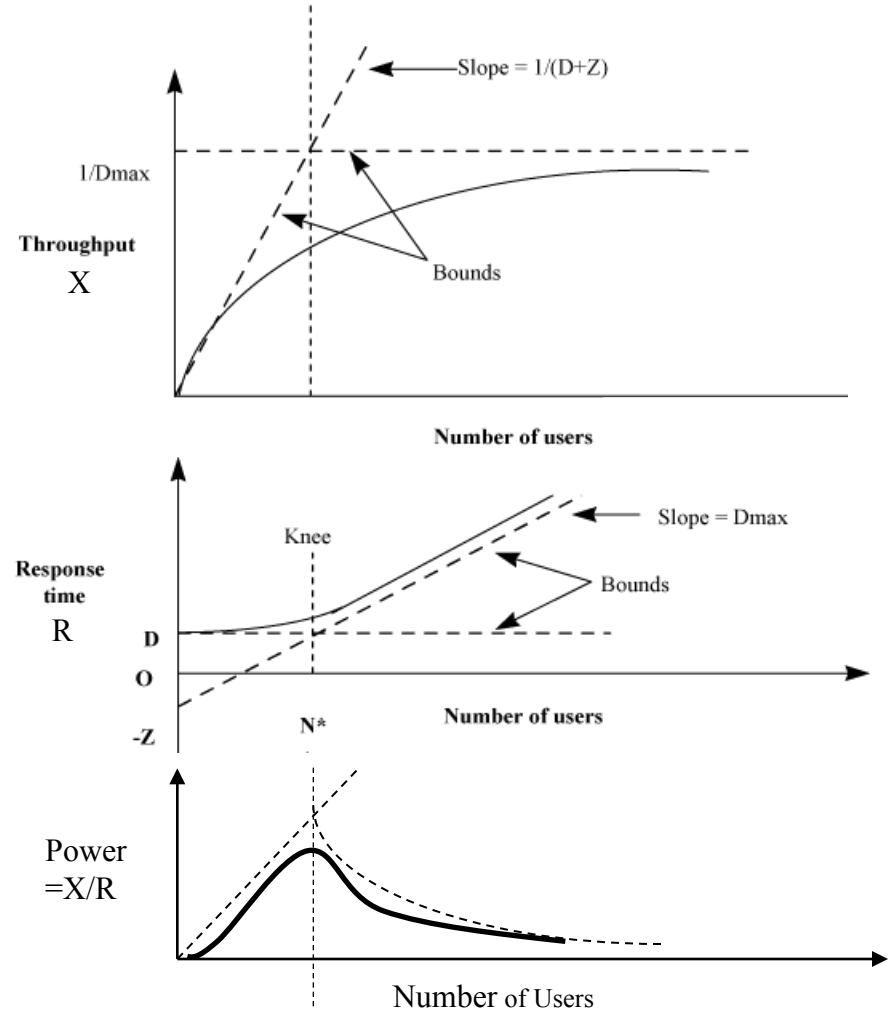 Slope = 1/(D+Z)
1/Dmax
Throughput
X
Bounds
Number of users
Knee
Slope = Dmax
Response
time
R
Bounds
D
O
-Z
N*
Number of users
Power
=X/R
Number of Users